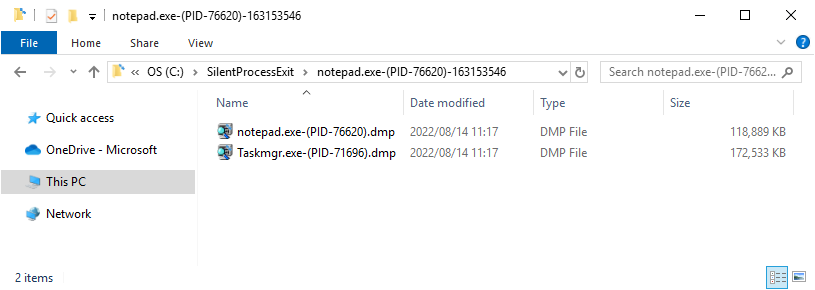 notepad.exe-(PID-76620)-163153546
File Home Share View
OS (C:) SilentProcessExit notepad.exe-(PID-76620)-163153546 Search notepad.exe-(PID-7662...
Name Date modified Type Size
Quick access
OneDrive - Microsoft
This PC
Network
notepad.exe-(PID-76620).dmp 2022/08/14 11:17 DMP File 118,889 KB
Taskmgr.exe-(PID-71696).dmp 2022/08/14 11:17 DMP File 172,533 KB
2 items